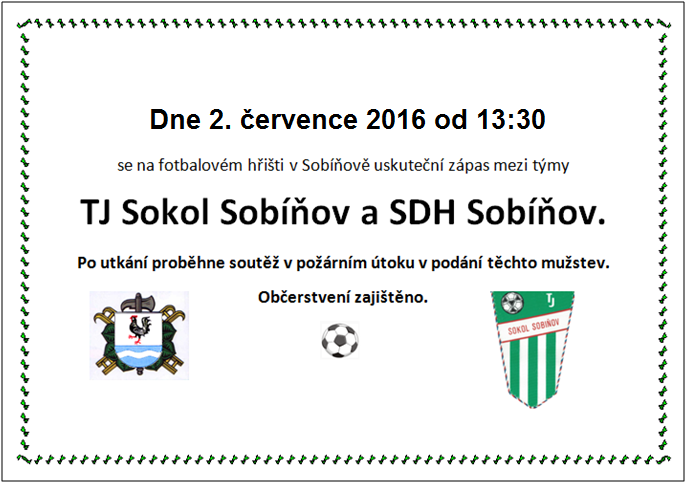 Dne 2. července 2016 od 13:30
se na fotbalovém hřišti v Sobíňově uskuteční zápas mezi týmy
TJ Sokol Sobíňov a SDH Sobíňov.
Po utkání proběhne soutěž v požárním útoku v podání těchto mužstev.
Občerstvení zajištěno.
TJ
SOKOL SOBIŇOV